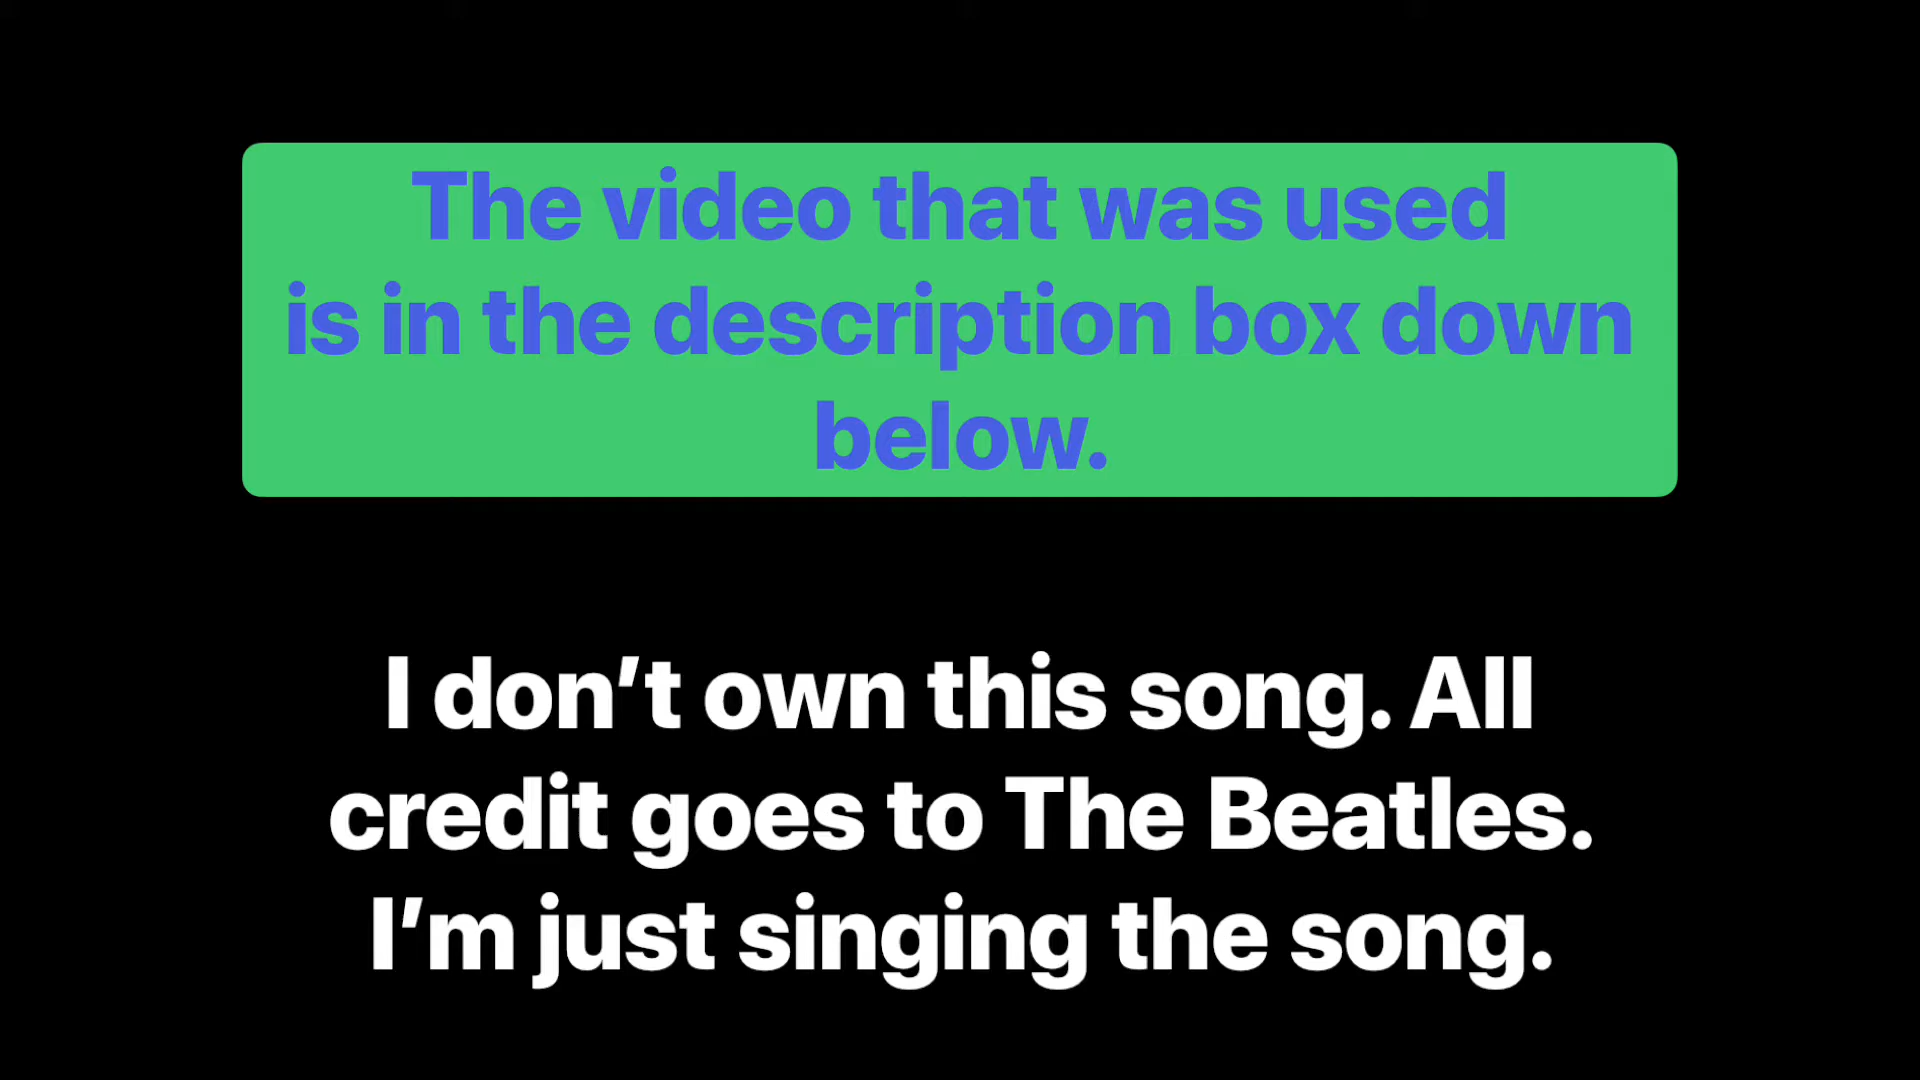 The video that was used
is in the description box down
below.
I don’t own this song. All
credit goes to The Beatles.
I’m just singing the song.